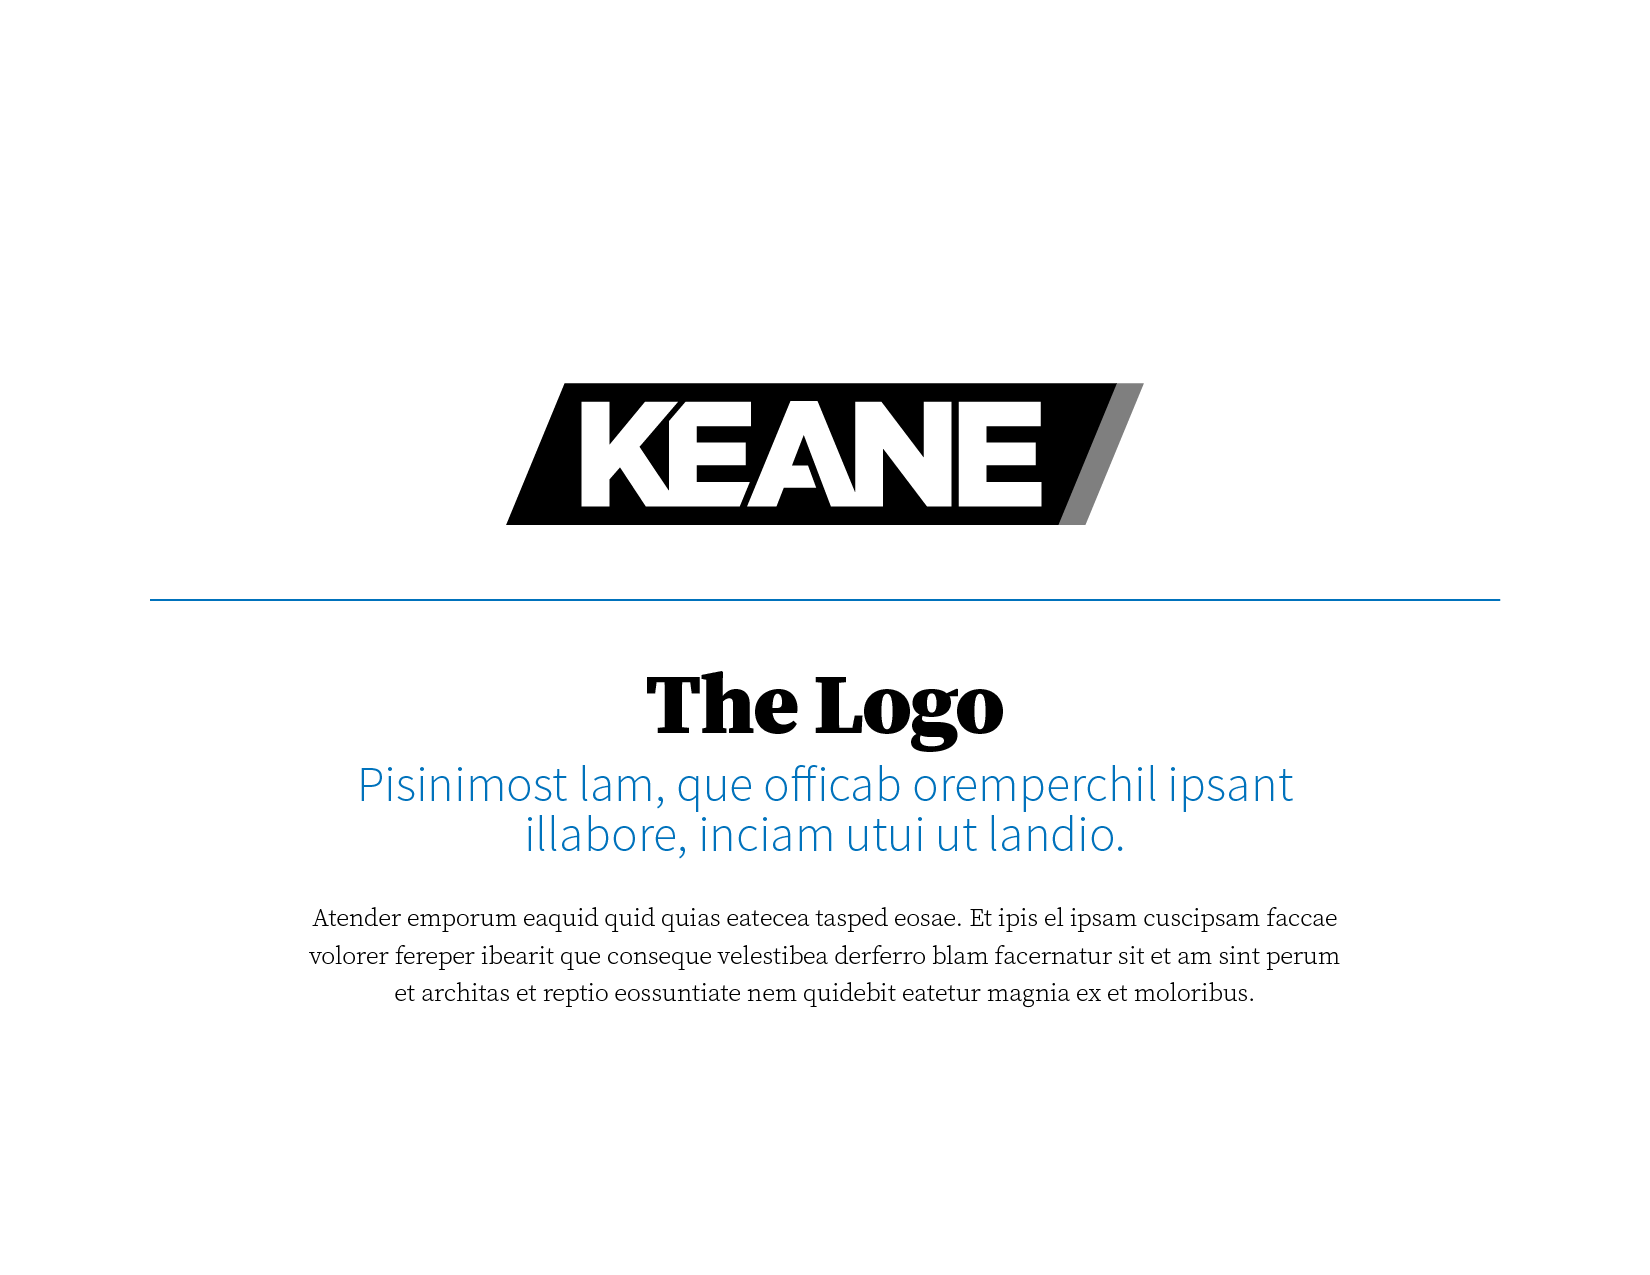 KEANE
The Logo
Pisinimost lam, que officab oremperchil ipsant
illabore, inciam utui ut landio.
Atender emporum eaquid quid quias eatecea tasped eosae. Et ipis el ipsam cuscipsam faccae
volorer fereper ibearit que conseque velestibea derferro blam facernatur sit et am sint perum
et architas et reptio eossuntiate nem quidebit eatetur magnia ex et moloribus.